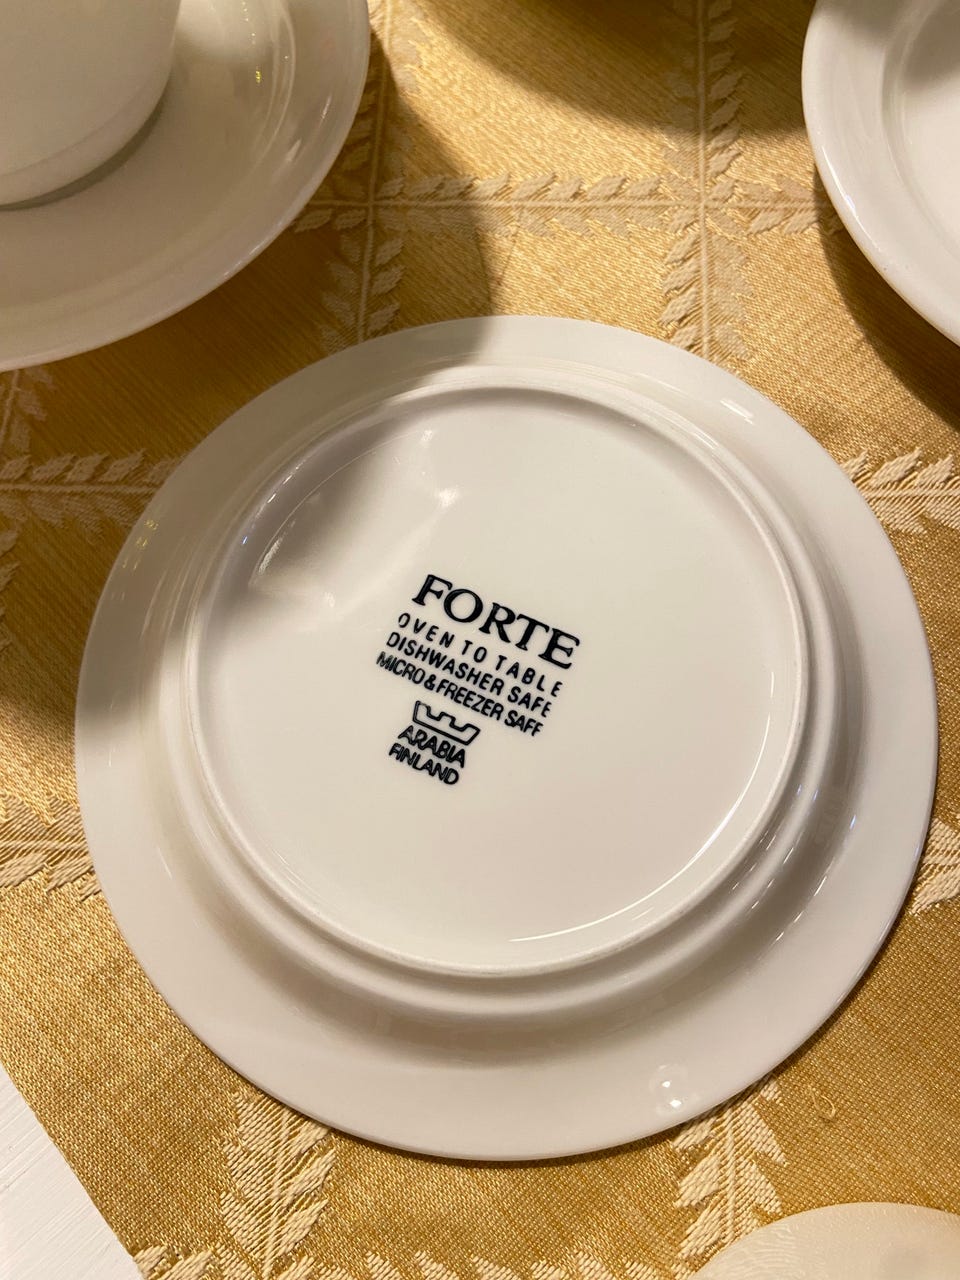 FORTE
OVEN TO TABLE
DISHWASHER SAFE
MICRO & FREEZER SAFE
ARABIA
FINLAND